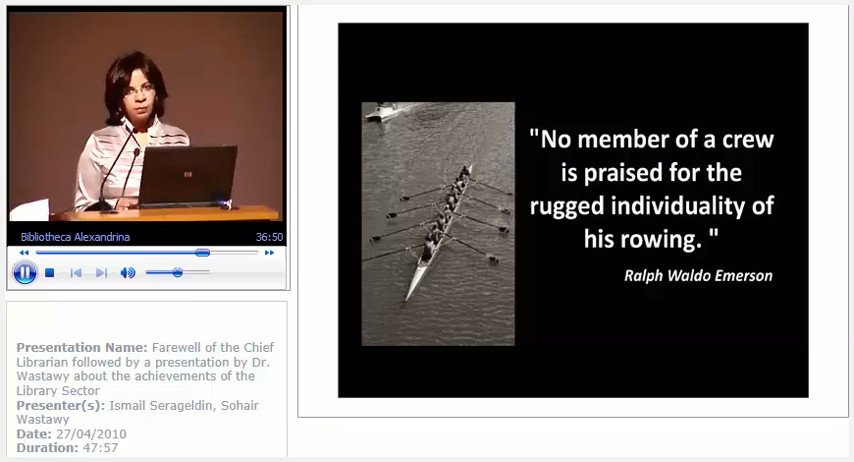 Bibliotheca Alexandrina 36:50
Presentation Name: Farewell of the Chief
Librarian followed by a presentation by Dr.
Wastawy about the achievements of the
Library Sector
Presenter(s): Ismail Serageldin, Sohair
Wastawy
Date: 27/04/2010
Duration: 47:57
"No member of a crew
is praised for the
rugged individuality of
his rowing. "
Ralph Waldo Emerson